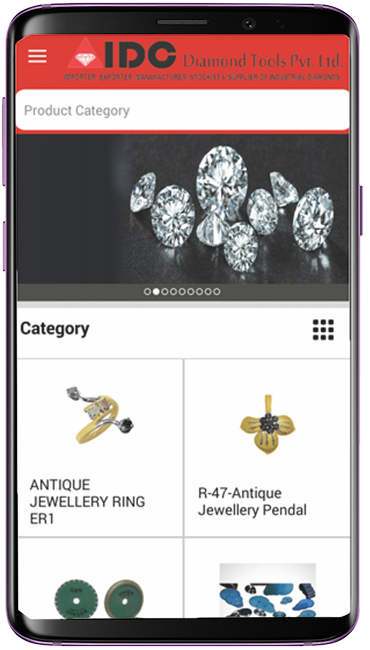 IDC Diamond Tools Pvt. Ltd.
IMPORTER EXPORTER MANAFACTURER STOCKIST & SUPPLIER OF INDUSTRIAL DIAMONDS
Product Category
Category
ANTIQUE
JEWELLERY RING
ER1
R-47-Antique
Jewellery Pendal